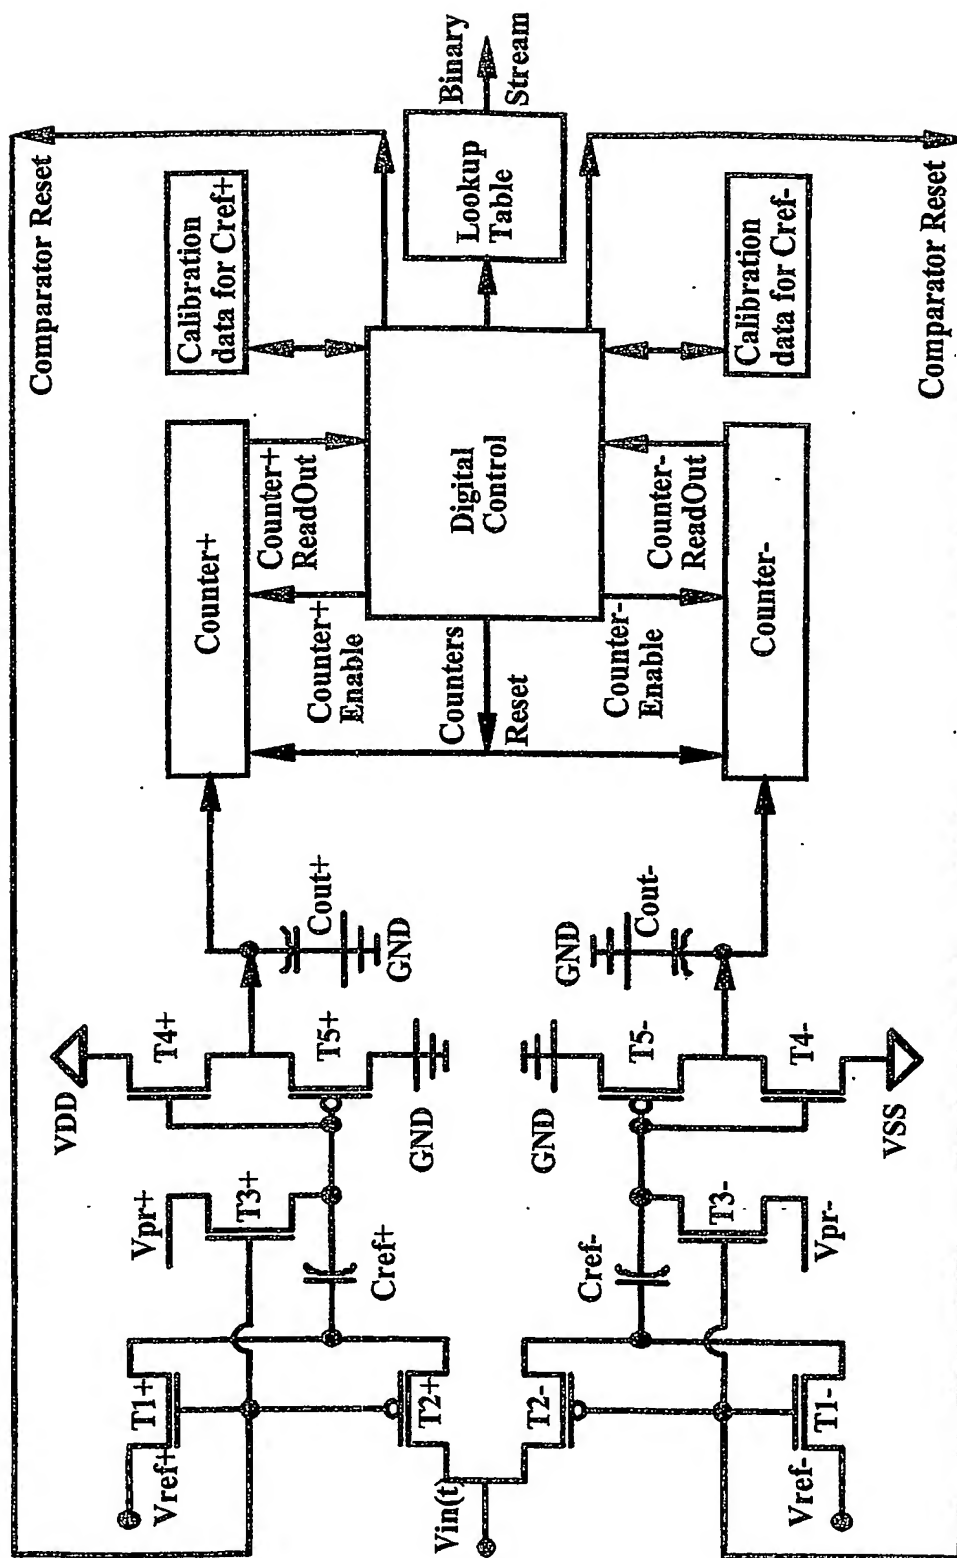 Comparator Reset
VDD
Vpr+
Vref+
T1+
T3+
T4+
T5+
T2+
Cref+
GND
Cout+
GND
Counter+
Counter+
Enable
Counter+
ReadOut
Calibration
data for Cref+
Vin(t)
Counters
Reset
Digital
Control
Lookup
Table
Binary
Stream
T2-
Cref-
GND
T5-
GND
Cout-
Counter-
Enable
Counter-
ReadOut
Counter-
Calibration
data for Cref-
Vref-
T1-
T3-
Vpr-
T4-
VSS
Comparator Reset